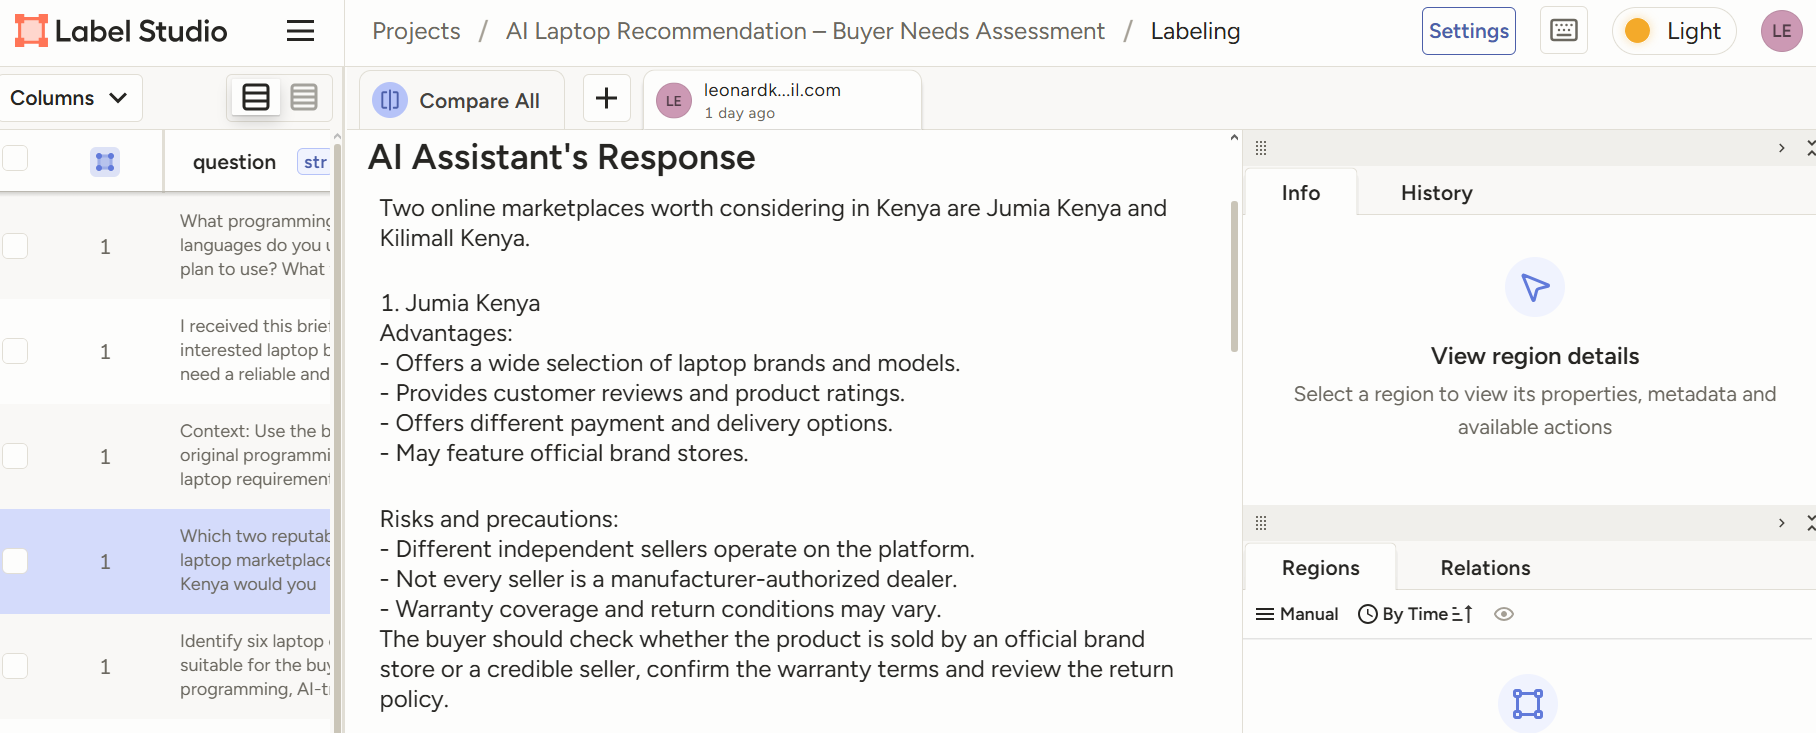 Label Studio
Projects / AI Laptop Recommendation – Buyer Needs Assessment / Labeling
Settings
Light
LE
Columns
Compare All
LE
leonardk...il.com
1 day ago
question
str
1
What programming
languages do you
plan to use? What
1
I received this brief
interested laptop
need a reliable and
1
Context: Use the
original
laptop
1
Which two
laptop
Kenya would you
1
Identify six laptop
suitable for the
programming,
AI Assistant's Response
Two online marketplaces worth considering in Kenya are Jumia Kenya and
Kilimall Kenya.
1. Jumia Kenya
Advantages:
- Offers a wide selection of laptop brands and models.
- Provides customer reviews and product ratings.
- Offers different payment and delivery options.
- May feature official brand stores.
Risks and precautions:
- Different independent sellers operate on the platform.
- Not every seller is a manufacturer-authorized dealer.
- Warranty coverage and return conditions may vary.
The buyer should check whether the product is sold by an official brand
store or a credible seller, confirm the warranty terms and review the return
policy.
Info
History
View region details
Select a region to view its properties, metadata and
available actions
Regions
Relations
Manual
By Time